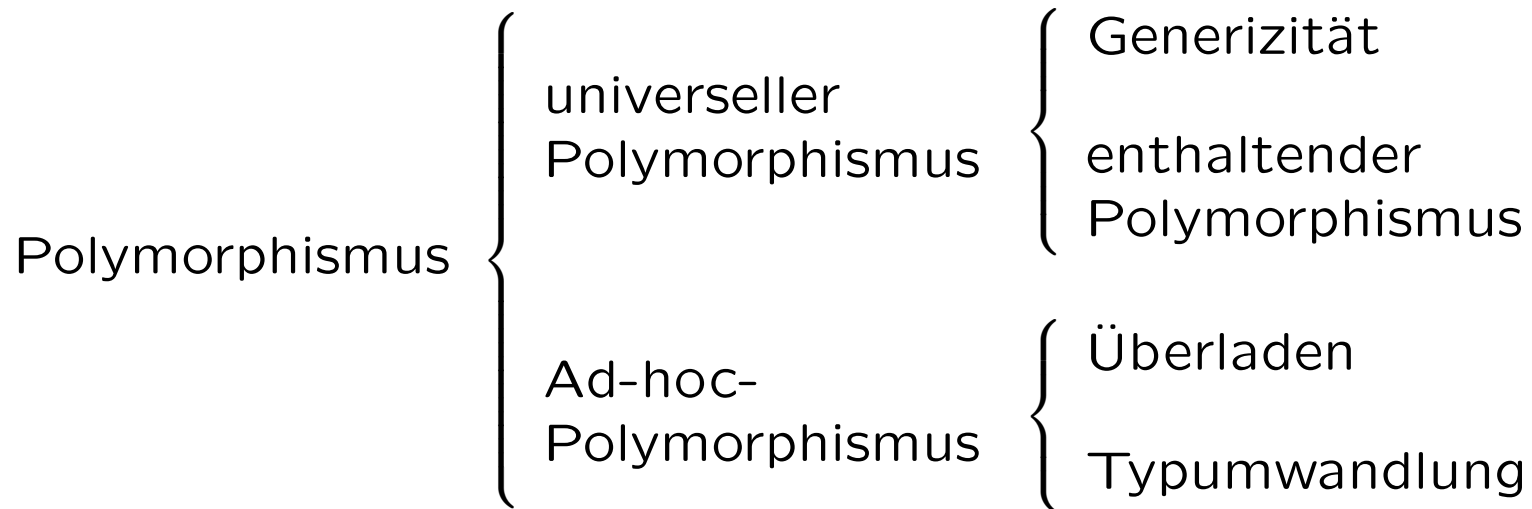 Polymorphismus
universeller
Polymorphismus
Generizität
enthaltender
Polymorphismus
Ad-hoc-
Polymorphismus
Überladen
Typumwandlung